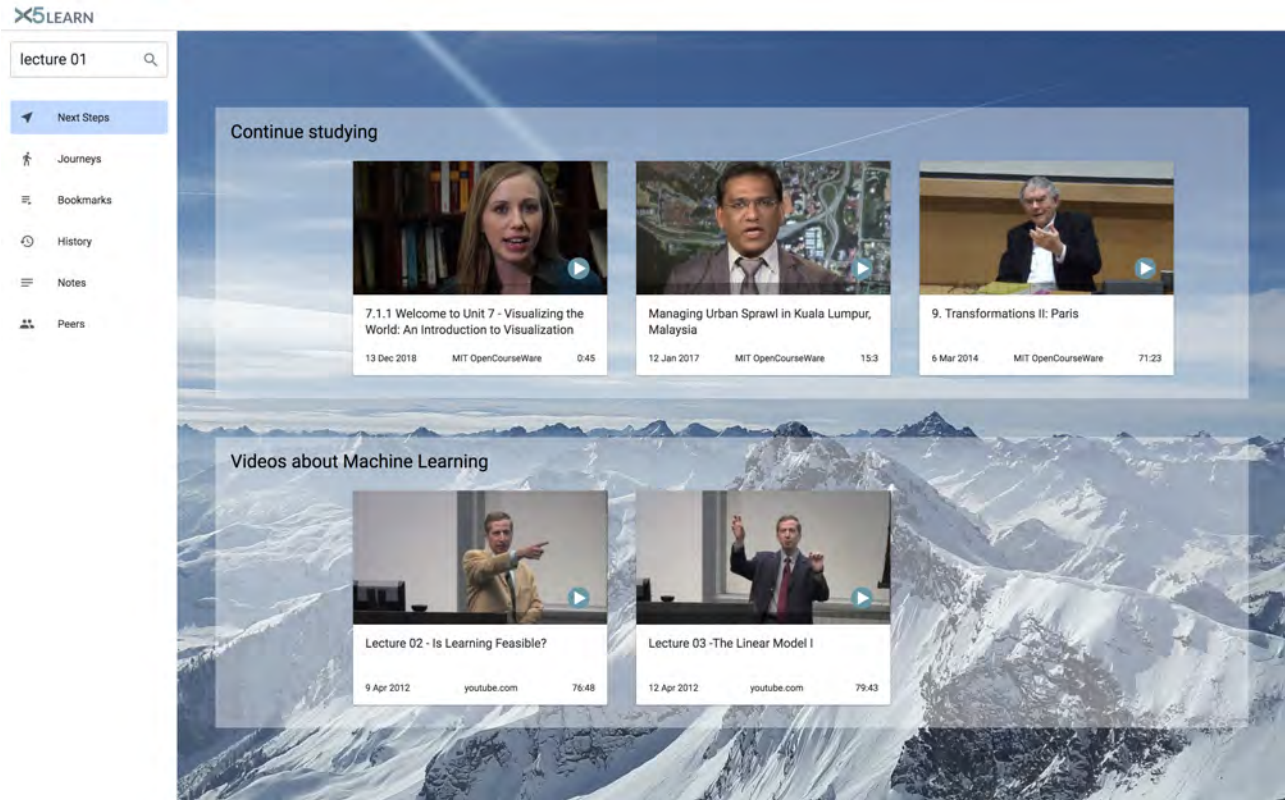 X5LEARN
lecture 01
Next Steps
Journeys
Bookmarks
History
Notes
Peers
Continue studying
7.1.1 Welcome to Unit 7 - Visualizing the
World: An Introduction to Visualization
13 Dec 2018 MIT OpenCourseWare 0:45
Managing Urban Sprawl in Kuala Lumpur,
Malaysia
12 Jan 2017 MIT OpenCourseWare 15:3
9. Transformations II: Paris
6 Mar 2014 MIT OpenCourseWare 71:23
Videos about Machine Learning
Lecture 02 - Is Learning Feasible?
9 Apr 2012 youtube.com 76:48
Lecture 03 -The Linear Model I
12 Apr 2012 youtube.com 79:43